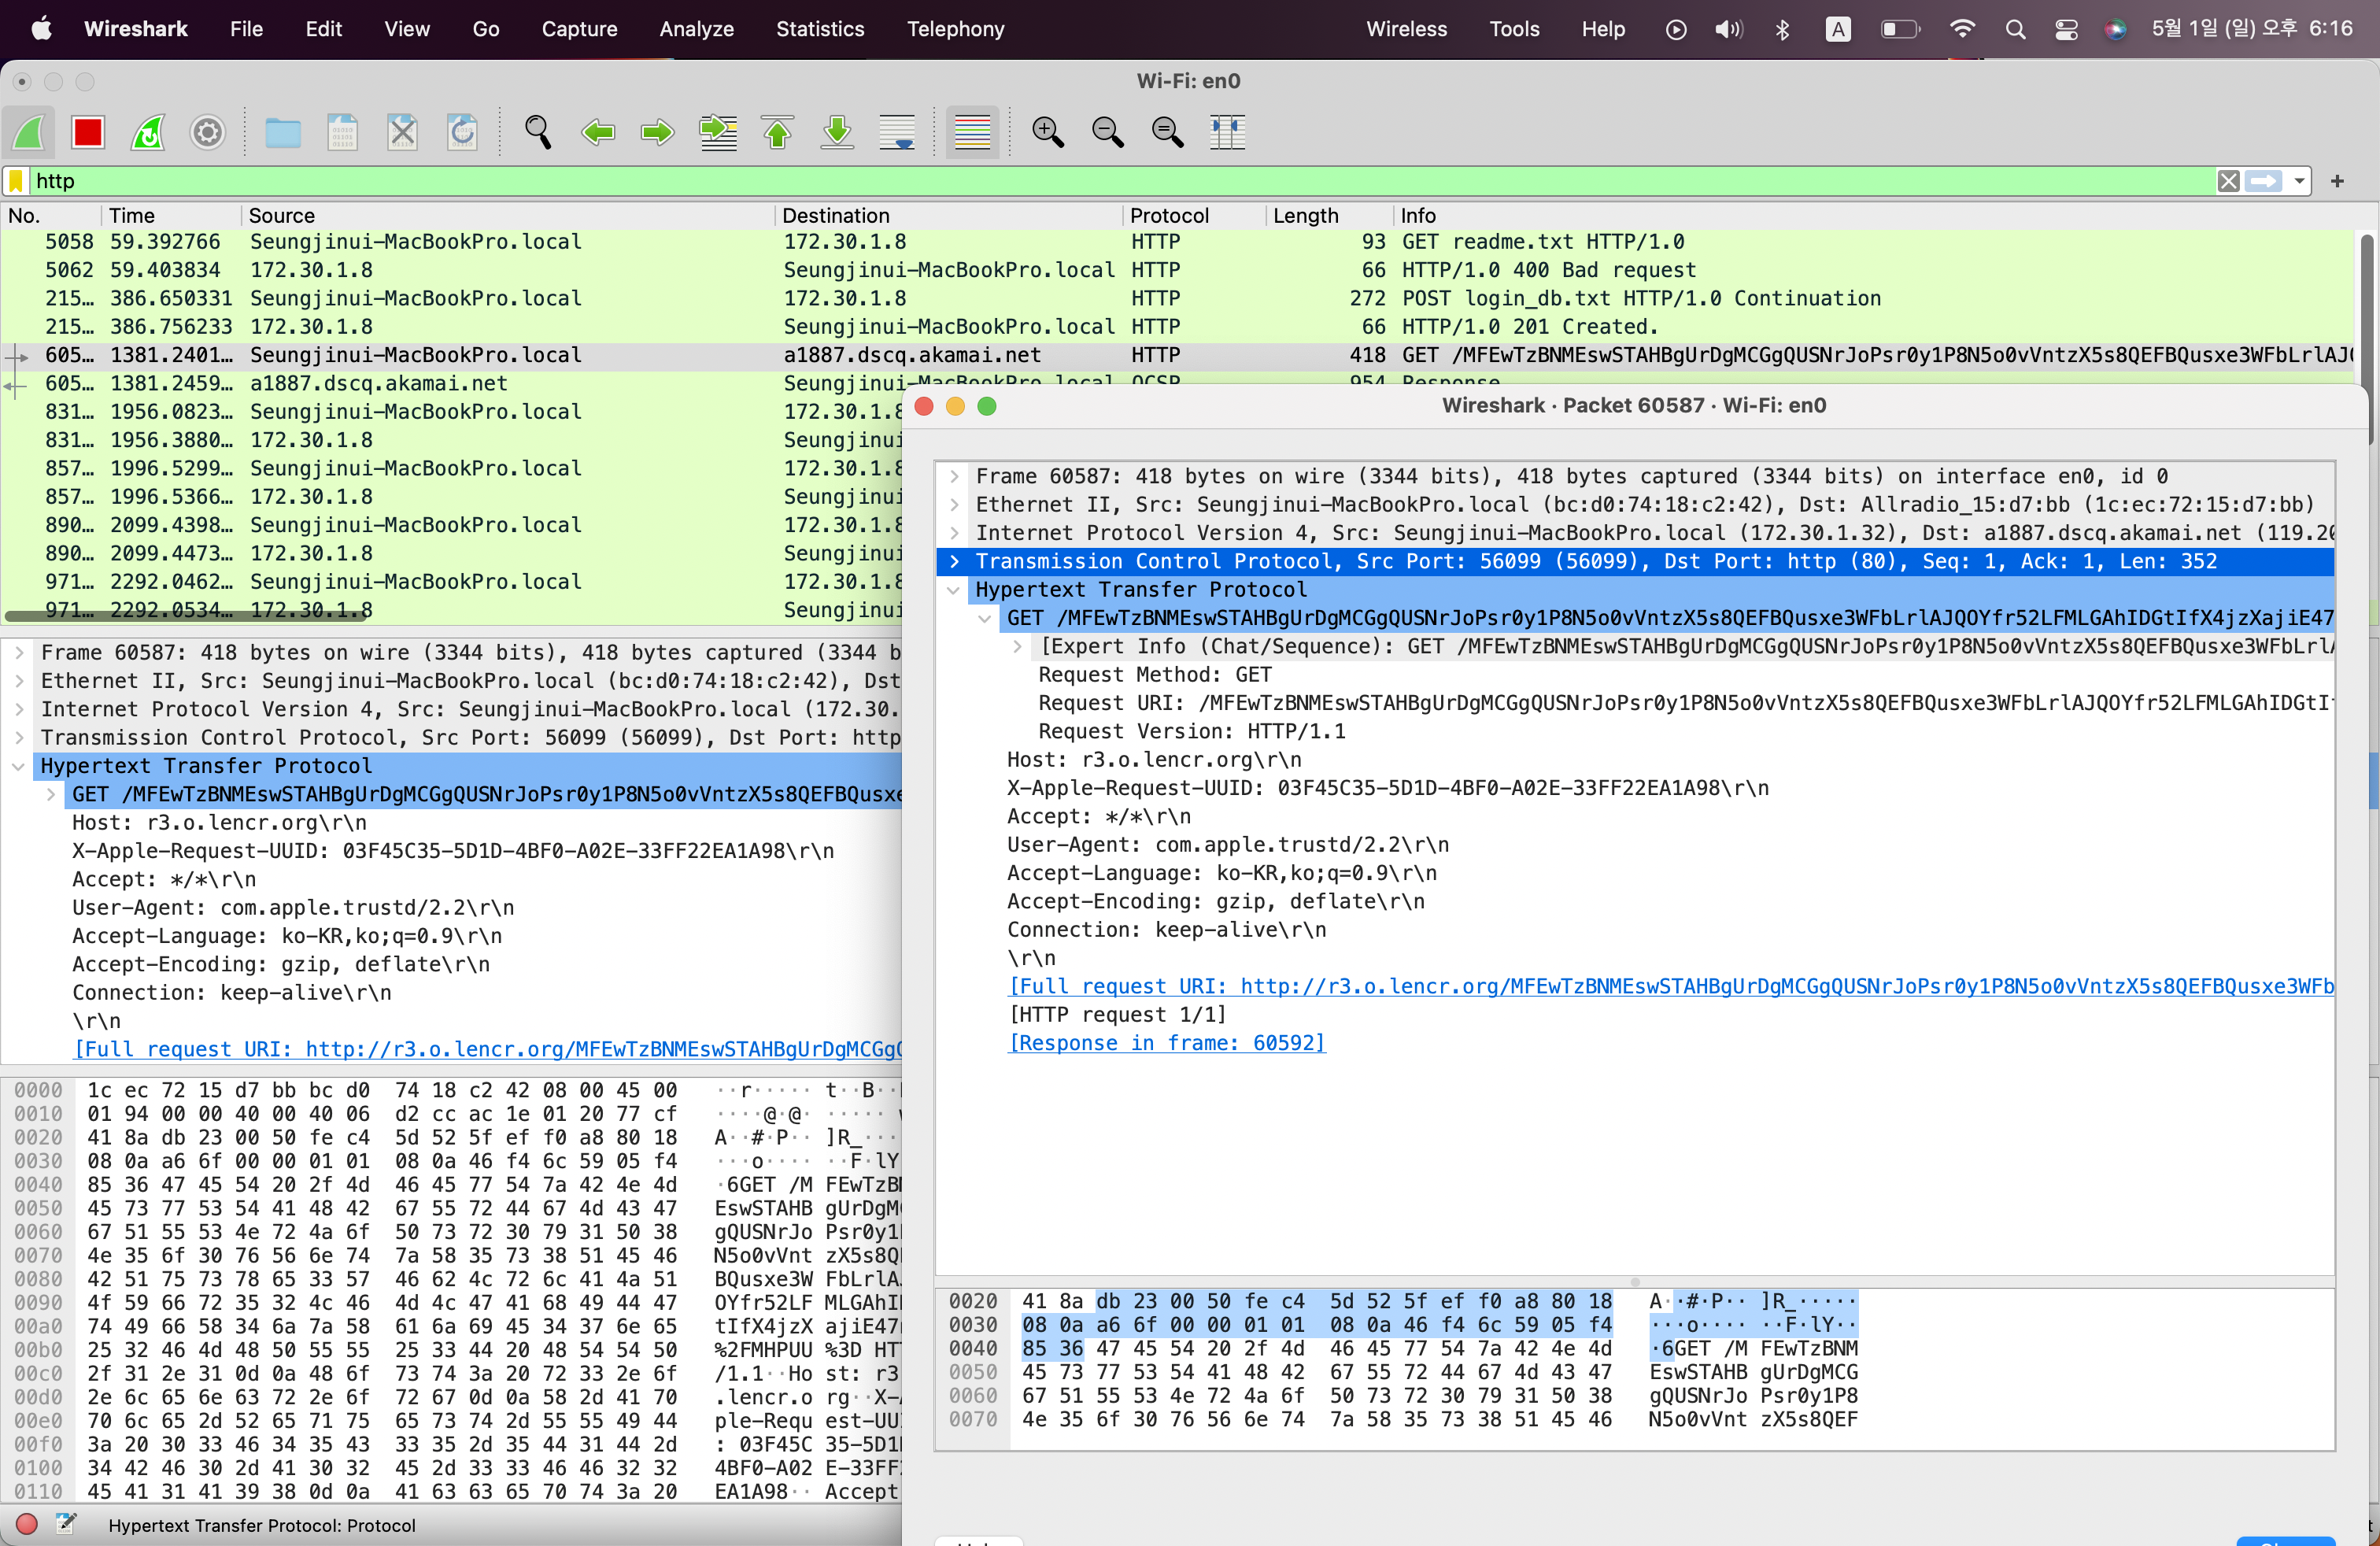 Wireshark File Edit View Go Capture Analyze Statistics Telephony Wireless Tools Help A 5월 1일 (일) 오후 6:16
Wi-Fi: en0
http
No. Time Source Destination Protocol Length Info
5058 59.392766 Seungjinui-MacBookPro.local 172.30.1.8 HTTP 93 GET readme.txt HTTP/1.0
5062 59.403834 172.30.1.8 Seungjinui-MacBookPro.local HTTP 66 HTTP/1.0 400 Bad request
215… 386.650331 Seungjinui-MacBookPro.local 172.30.1.8 HTTP 272 POST login_db.txt HTTP/1.0 Continuation
215… 386.756233 172.30.1.8 Seungjinui-MacBookPro.local HTTP 66 HTTP/1.0 201 Created.
605… 1381.2401… Seungjinui-MacBookPro.local a1887.dscq.akamai.net HTTP 418 GET /MFEwTzBNMEswSTAHBgUrDgMCGgQUSNrJoPsr0y1P8N5o0vVntzX5s8QEFBQusxe3WFbLrlAJQ
605… 1381.2459… a1887.dscq.akamai.net Seungjinui-MacBookPro.local OCSP 954 Response
831… 1956.0823… Seungjinui-MacBookPro.local 172.30.1.8
831… 1956.3880… 172.30.1.8 Seungjinui
857… 1996.5299… Seungjinui-MacBookPro.local 172.30.1.8
857… 1996.5366… 172.30.1.8 Seungjinui
890… 2099.4398… Seungjinui-MacBookPro.local 172.30.1.8
890… 2099.4473… 172.30.1.8 Seungjinui
971… 2292.0462… Seungjinui-MacBookPro.local 172.30.1.8
971… 2292.0534… 172.30.1.8 Seungjinui
Frame 60587: 418 bytes on wire (3344 bits), 418 bytes captured (3344 b
Ethernet II, Src: Seungjinui-MacBookPro.local (bc:d0:74:18:c2:42), Dst
Internet Protocol Version 4, Src: Seungjinui-MacBookPro.local (172.30.
Transmission Control Protocol, Src Port: 56099 (56099), Dst Port: http
Hypertext Transfer Protocol
GET /MFEwTzBNMEswSTAHBgUrDgMCGgQUSNrJoPsr0y1P8N5o0vVntzX5s8QEFBQusxe
Host: r3.o.lencr.org\r\n
X-Apple-Request-UUID: 03F45C35-5D1D-4BF0-A02E-33FF22EA1A98\r\n
Accept: */*\r\n
User-Agent: com.apple.trustd/2.2\r\n
Accept-Language: ko-KR,ko;q=0.9\r\n
Accept-Encoding: gzip, deflate\r\n
Connection: keep-alive\r\n
\r\n
[Full request URI: http://r3.o.lencr.org/MFEwTzBNMEswSTAHBgUrDgMCGgQ
0000 1c ec 72 15 d7 bb bc d0 74 18 c2 42 08 00 45 00 ··r····· t··B··
0010 01 94 00 00 40 00 40 06 d2 cc ac 1e 01 20 77 cf ····@·@· ·····
0020 41 8a db 23 00 50 fe c4 5d 52 5f ef f0 a8 80 18 A··#·P·· ]R_···
0030 08 0a a6 6f 00 00 01 01 08 0a 46 f4 6c 59 05 f4 ···o···· ··F·lY
0040 85 36 47 45 54 20 2f 4d 46 45 77 54 7a 42 4e 4d ·6GET /M FEwTzBN
0050 45 73 77 53 54 41 48 42 67 55 72 44 67 4d 43 47 EswSTAHB gUrDgM
0060 67 51 55 53 4e 72 4a 6f 50 73 72 30 79 31 50 38 gQUSNrJo Psr0y1
0070 4e 35 6f 30 76 56 6e 74 7a 58 35 73 38 51 45 46 N5o0vVnt zX5s8Q
0080 42 51 75 73 78 65 33 57 46 62 4c 72 6c 41 4a 51 BQusxe3W FbLrlA
0090 4f 59 66 72 35 32 4c 46 4d 4c 47 41 68 49 44 47 OYfr52LF MLGAhI
00a0 74 49 66 58 34 6a 7a 58 61 6a 69 45 34 37 6e 65 tIfX4jzX ajiE47
00b0 25 32 46 4d 48 50 55 55 25 33 44 20 48 54 54 50 %2FMHPUU %3D HT
00c0 2f 31 2e 31 0d 0a 48 6f 73 74 3a 20 72 33 2e 6f /1.1··Ho st: r3
00d0 2e 6c 65 6e 63 72 2e 6f 72 67 0d 0a 58 2d 41 70 .lencr.o rg··X-
00e0 70 6c 65 2d 52 65 71 75 65 73 74 2d 55 55 49 44 ple-Requ est-UU
00f0 3a 20 30 33 46 34 35 43 33 35 2d 35 44 31 44 2d : 03F45C 35-5D1
0100 34 42 46 30 2d 41 30 32 45 2d 33 33 46 46 32 32 4BF0-A02 E-33FF
0110 45 41 31 41 39 38 0d 0a 41 63 63 65 70 74 3a 20 EA1A98·· Accept
Hypertext Transfer Protocol: Protocol
Wireshark · Packet 60587 · Wi-Fi: en0
Frame 60587: 418 bytes on wire (3344 bits), 418 bytes captured (3344 bits) on interface en0, id 0
Ethernet II, Src: Seungjinui-MacBookPro.local (bc:d0:74:18:c2:42), Dst: Allradio_15:d7:bb (1c:ec:72:15:d7:bb)
Internet Protocol Version 4, Src: Seungjinui-MacBookPro.local (172.30.1.32), Dst: a1887.dscq.akamai.net (119.20
Transmission Control Protocol, Src Port: 56099 (56099), Dst Port: http (80), Seq: 1, Ack: 1, Len: 352
Hypertext Transfer Protocol
GET /MFEwTzBNMEswSTAHBgUrDgMCGgQUSNrJoPsr0y1P8N5o0vVntzX5s8QEFBQusxe3WFbLrlAJQOYfr52LFMLGAhIDGtIfX4jzXajiE47
[Expert Info (Chat/Sequence): GET /MFEwTzBNMEswSTAHBgUrDgMCGgQUSNrJoPsr0y1P8N5o0vVntzX5s8QEFBQusxe3WFbLrl
Request Method: GET
Request URI: /MFEwTzBNMEswSTAHBgUrDgMCGgQUSNrJoPsr0y1P8N5o0vVntzX5s8QEFBQusxe3WFbLrlAJQOYfr52LFMLGAhIDGtI
Request Version: HTTP/1.1
Host: r3.o.lencr.org\r\n
X-Apple-Request-UUID: 03F45C35-5D1D-4BF0-A02E-33FF22EA1A98\r\n
Accept: */*\r\n
User-Agent: com.apple.trustd/2.2\r\n
Accept-Language: ko-KR,ko;q=0.9\r\n
Accept-Encoding: gzip, deflate\r\n
Connection: keep-alive\r\n
\r\n
[Full request URI: http://r3.o.lencr.org/MFEwTzBNMEswSTAHBgUrDgMCGgQUSNrJoPsr0y1P8N5o0vVntzX5s8QEFBQusxe3WFb
[HTTP request 1/1]
[Response in frame: 60592]
0020 41 8a db 23 00 50 fe c4 5d 52 5f ef f0 a8 80 18 A··#·P·· ]R_·····
0030 08 0a a6 6f 00 00 01 01 08 0a 46 f4 6c 59 05 f4 ···o···· ··F·lY··
0040 85 36 47 45 54 20 2f 4d 46 45 77 54 7a 42 4e 4d ·6GET /M FEwTzBNM
0050 45 73 77 53 54 41 48 42 67 55 72 44 67 4d 43 47 EswSTAHB gUrDgMCG
0060 67 51 55 53 4e 72 4a 6f 50 73 72 30 79 31 50 38 gQUSNrJo Psr0y1P8
0070 4e 35 6f 30 76 56 6e 74 7a 58 35 73 38 51 45 46 N5o0vVnt zX5s8QEF